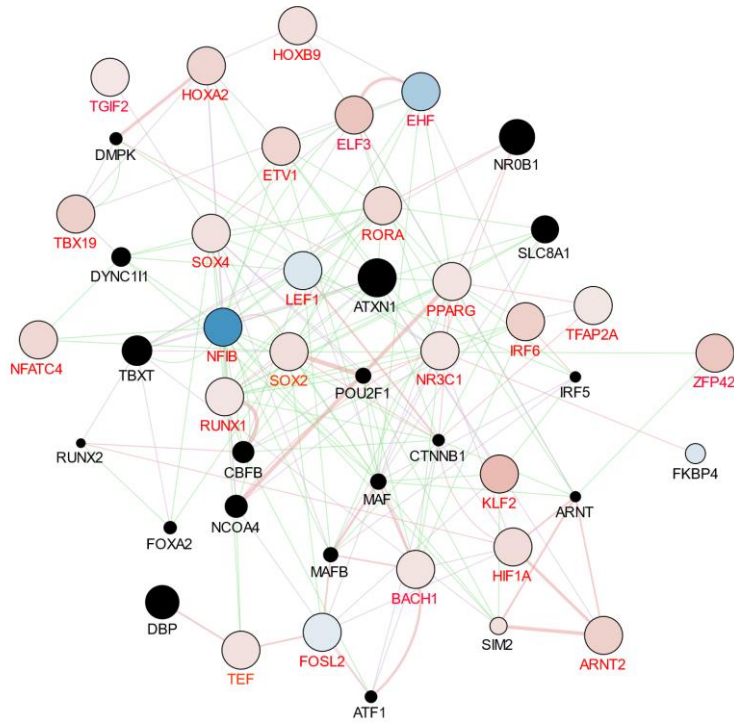 HOXB9
TGIF2
HOXA2
EHF
ELF3
DMPK
ETV1
NR0B1
TBX19
RORA
SLC8A1
SOX4
DYNC1I1
LEF1
ATXN1
PPARG
TFAP2A
NFIB
IRF6
NFATC4
TBXT
SOX2
NR3C1
ZFP42
POU2F1
IRF5
RUNX1
RUNX2
CBFB
CTNNB1
FKBP4
MAF
KLF2
NCOA4
ARNT
FOXA2
MAFB
HIF1A
BACH1
DBP
SIM2
FOSL2
ARNT2
TEF
ATF1